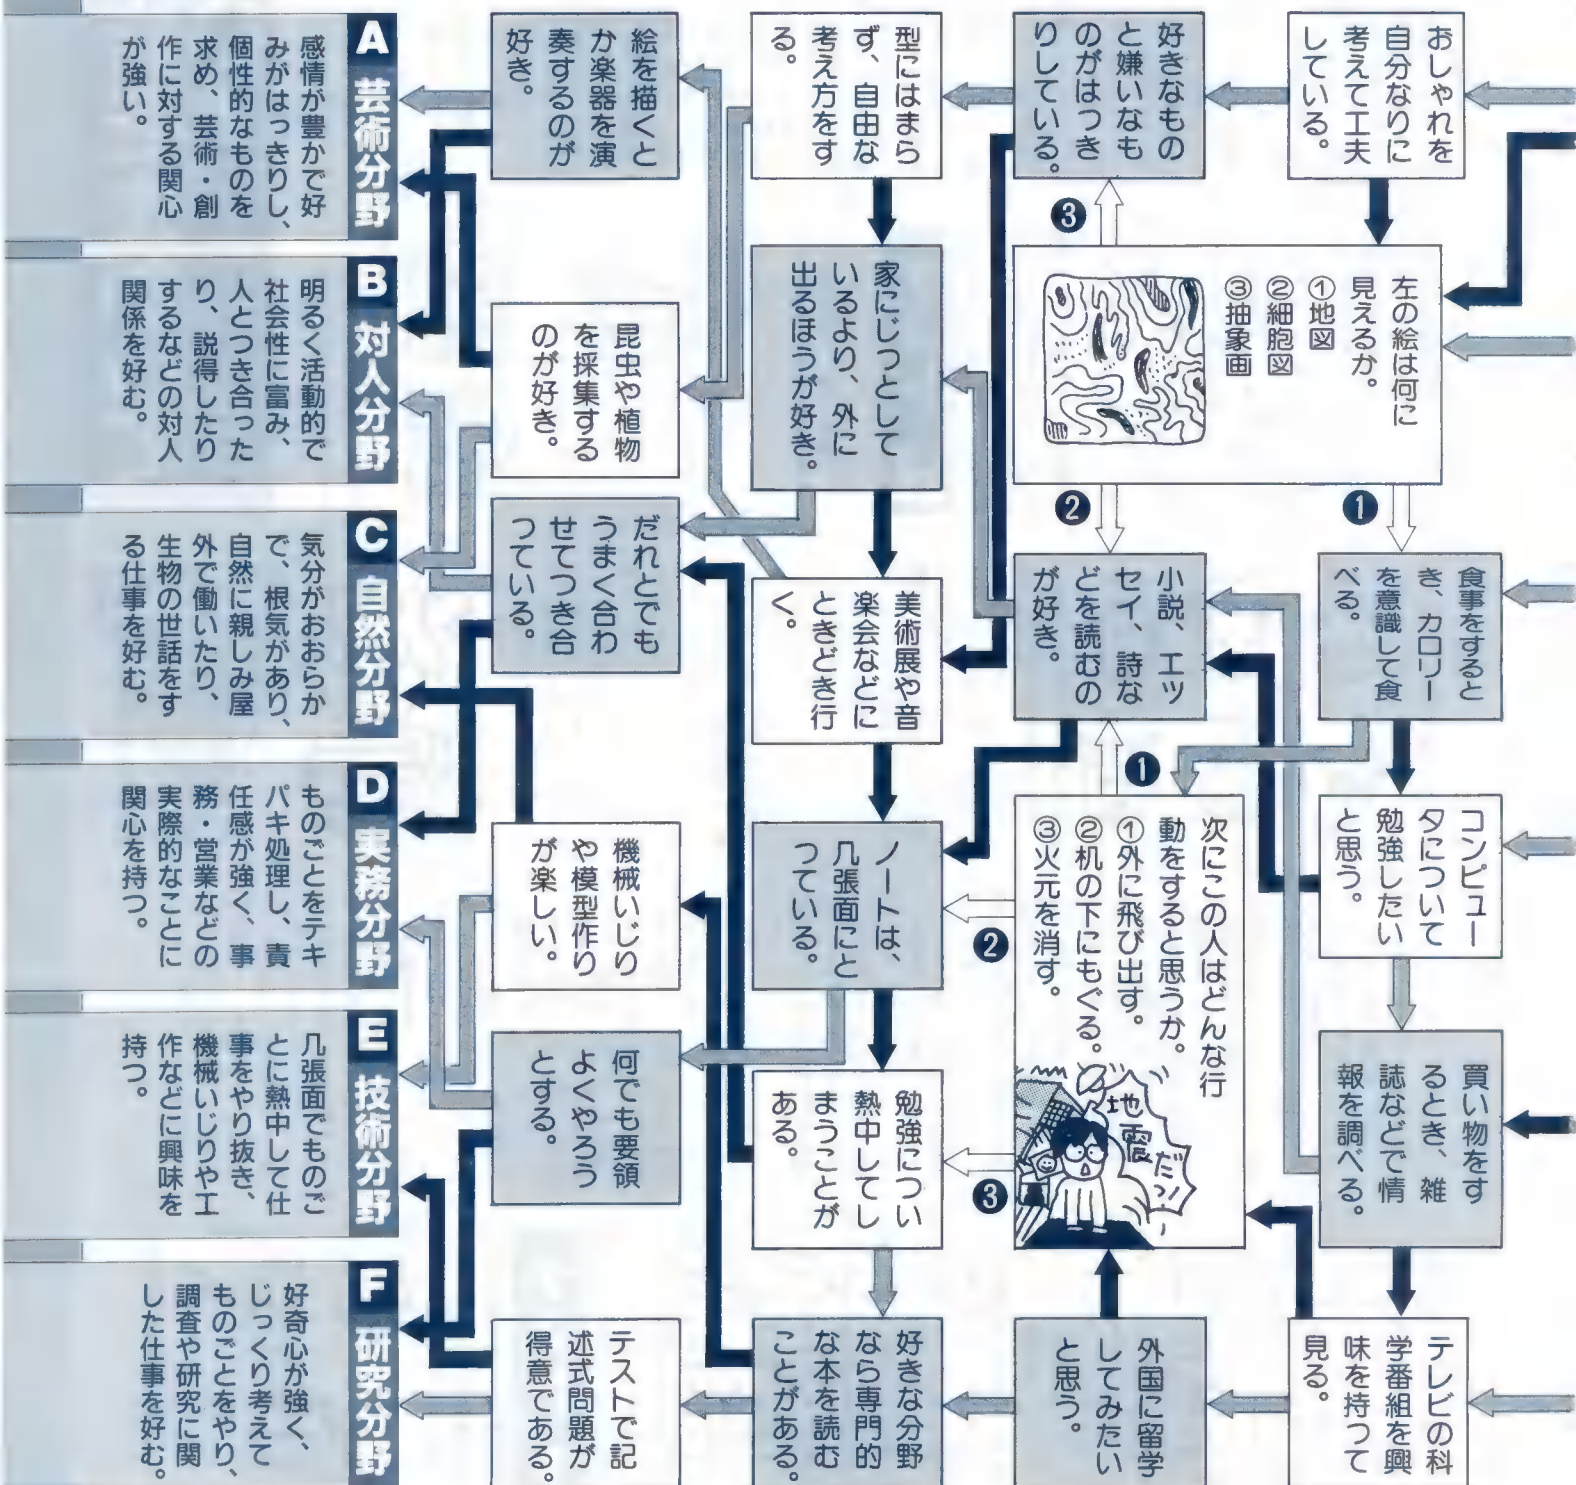 おしゃれを
自分なりに
考えて工夫
している。
好きなもの
と嫌いなも
のがはっき
りしている。
型にはまら
ず、自由な
考え方をす
る。
絵を描くと
か楽器を演
奏するのが
好き。
A 芸術分野
感情が豊かで好
みがはっきりし、
個性的なものを
求め、芸術・創
作に対する関心
が強い。
左の絵は何に
見えるか。
①地図
②細胞図
③抽象画
❸
❷
❶
家にじっとして
いるより、外に
出るほうが好き。
昆虫や植物
を採集する
のが好き。
B 対人分野
明るく活動的で
社会性に富み、
人とつき合った
り、説得したり
するなどの対人
関係を好む。
食事をすると
き、カロリー
を意識して食
べる。
小説、エッ
セイ、詩な
どを読むの
が好き。
美術展や音
楽会などに
ときどき行
く。
だれとでも
うまく合わ
せてつき合
っている。
C 自然分野
気分がおおらか
で、根気があり、
自然に親しみ屋
外で働いたり、
生物の世話をす
る仕事を好む。
コンピュー
タについて
勉強したい
と思う。
次にこの人はどんな行
動をすると思うか。
①外に飛び出す。
②机の下にもぐる。
③火元を消す。
地震
だっ!
❶
❷
❸
ノートは、
几張面にと
っている。
機械いじり
や模型作り
が楽しい。
D 実務分野
ものごとをテキ
パキ処理し、責
任感が強く、事
務・営業などの
実際的なことに
関心を持つ。
買い物をす
るとき、雑
誌などで情
報を調べる。
勉強につい
熱中してし
まうことが
ある。
何でも要領
よくやろう
とする。
E 技術分野
几張面でものご
とに熱中して仕
事をやり抜き、
機械いじりや工
作などに興味を
持つ。
テレビの科
学番組を興
味を持って
見る。
外国に留学
してみたい
と思う。
好きな分野
なら専門的
な本を読む
ことがある。
テストで記
述式問題が
得意である。
F 研究分野
好奇心が強く、
じっくり考えて
ものごとをやり、
調査や研究に関
した仕事を好む。